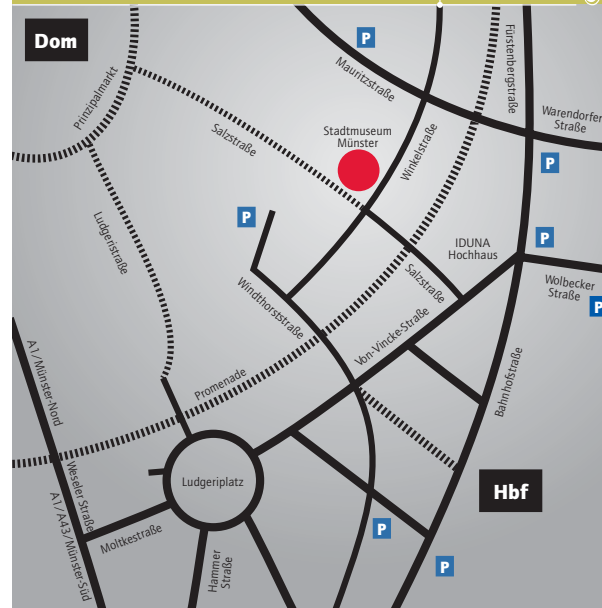 Dom
P
Mauritzstraße
Fürstenbergstraße
Warendorfer
Straße
Prinzipalmarkt
Salzstraße
Stadtmuseum
Münster
Winkelstraße
P
P
P
Ludgeristraße
IDUNA
Hochhaus
Salzstraße
Wolbecker
Straße
P
Windthorststraße
Von-Vincke-Straße
A1/Münster-Nord
Promenade
Bahnhofstraße
Ludgeriplatz
Hbf
Weseler Straße
A1/A43/Münster-Süd
Moltkestraße
Hammer
Straße
P
P